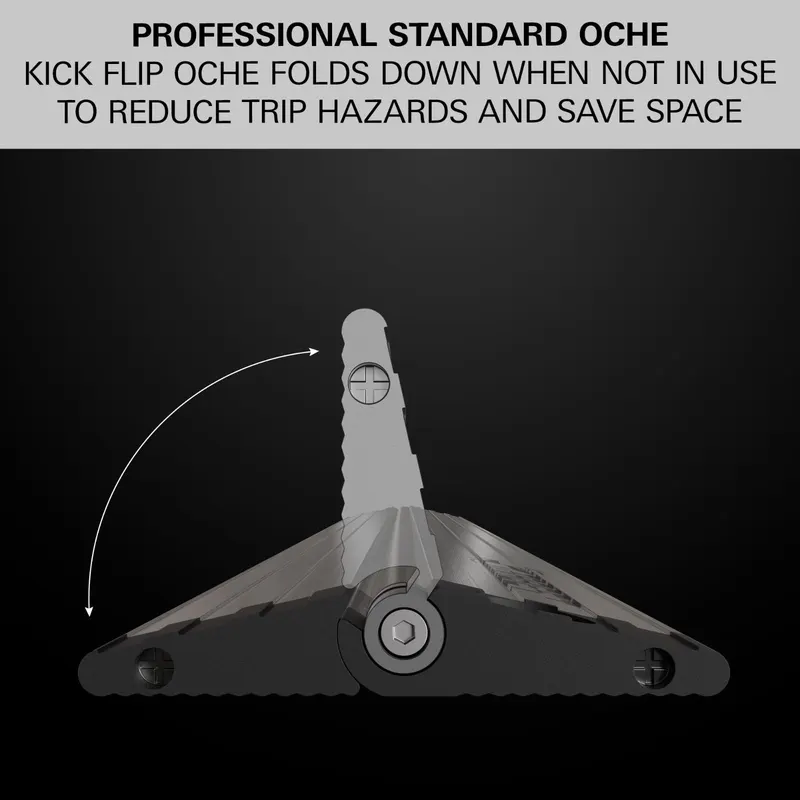 PROFESSIONAL STANDARD OCHE
KICK FLIP OCHE FOLDS DOWN WHEN NOT IN USE
TO REDUCE TRIP HAZARDS AND SAVE SPACE